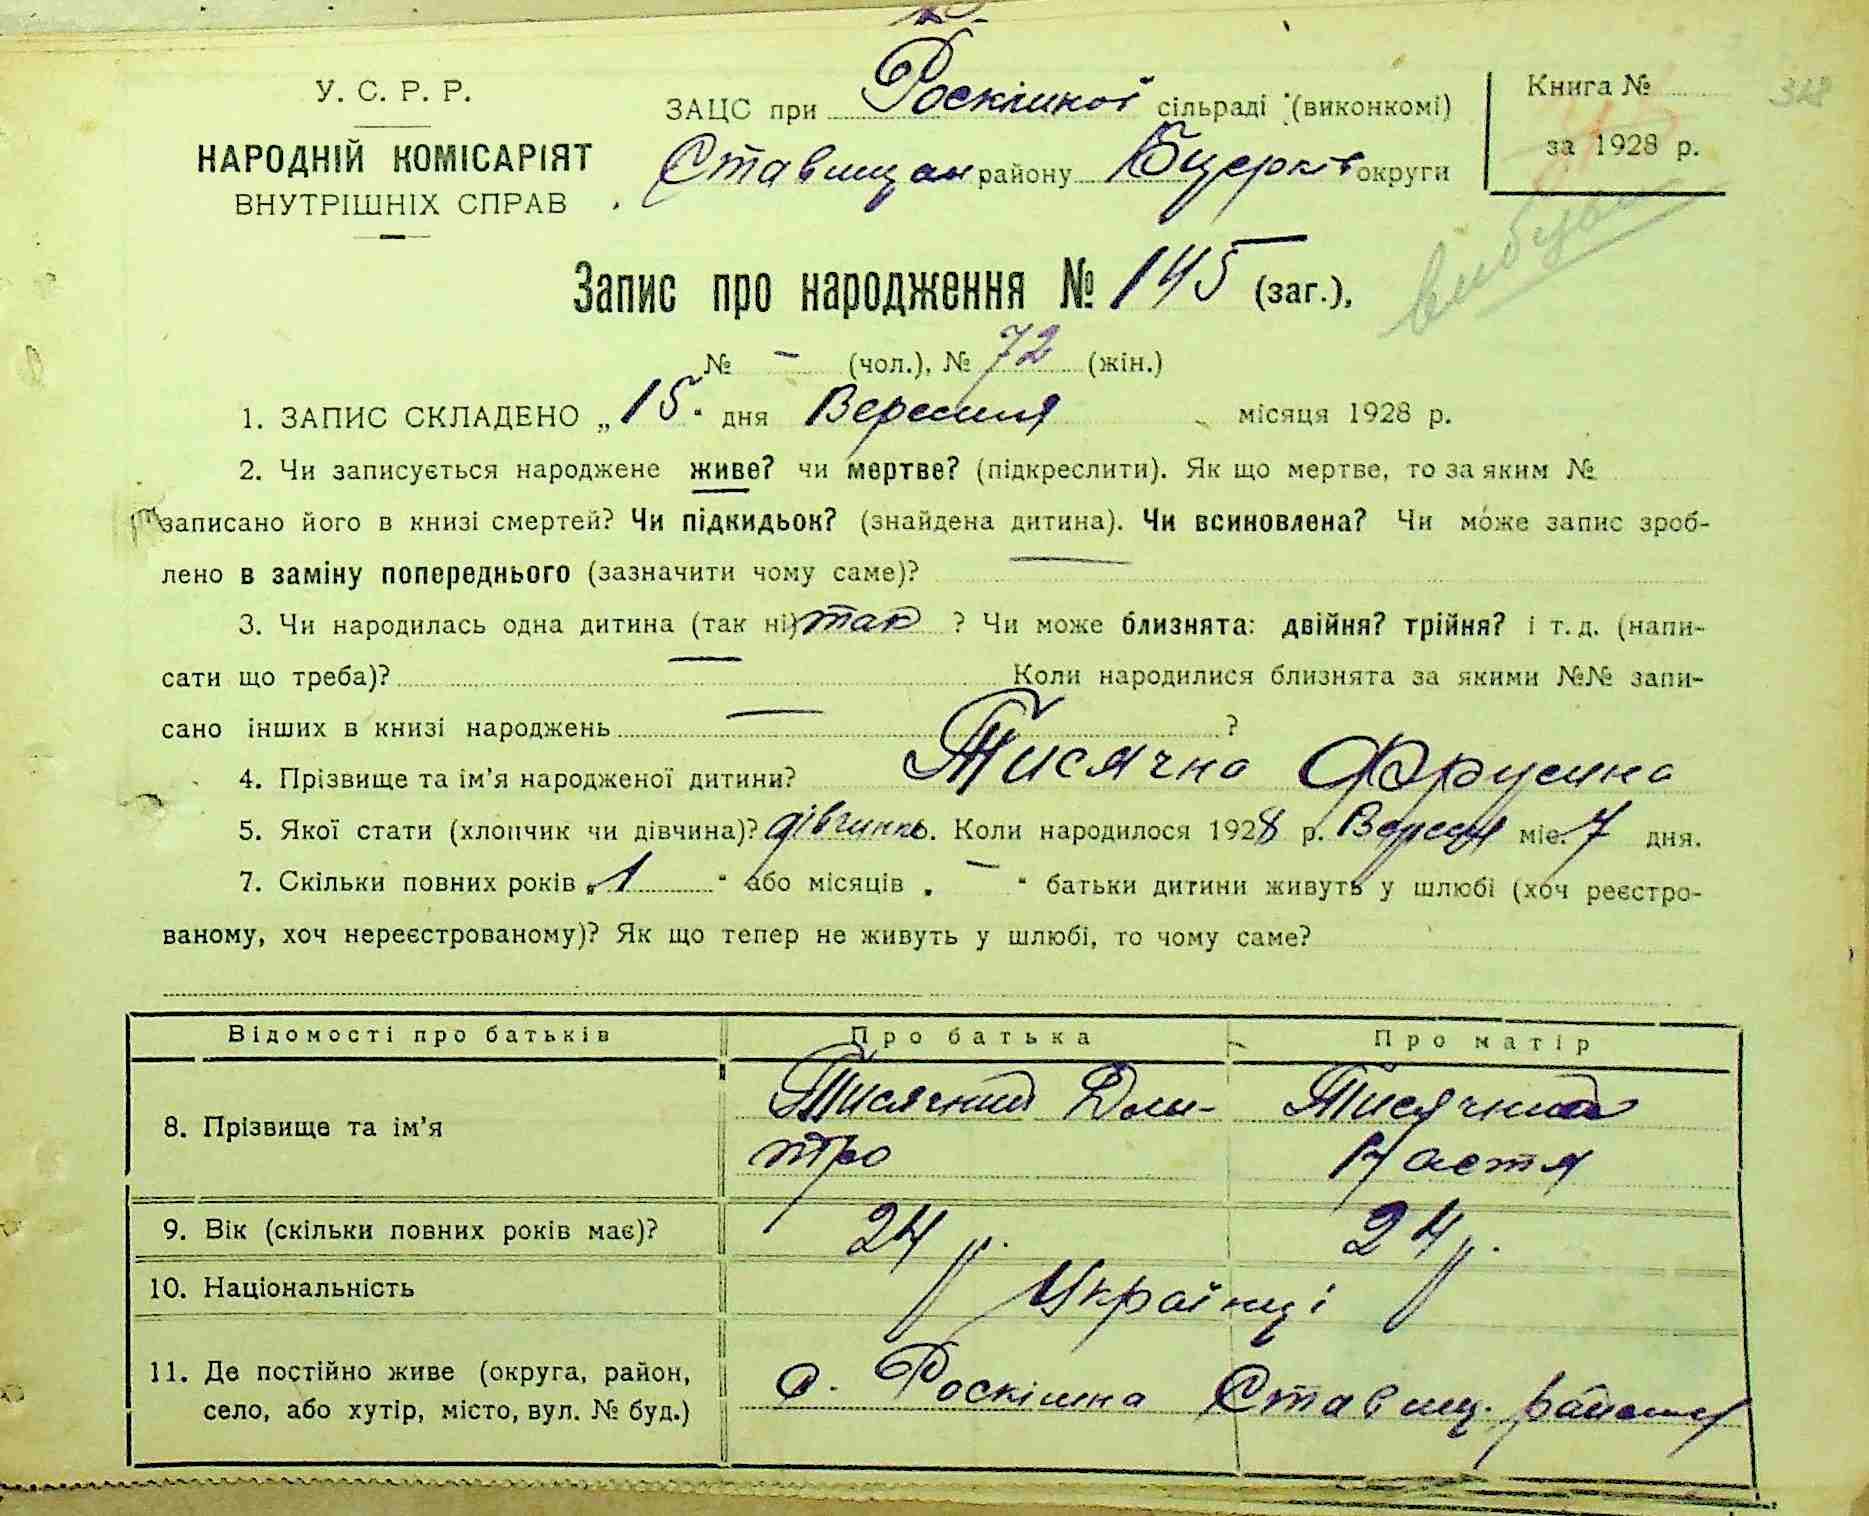 У. С. Р. Р.
НАРОДНІЙ КОМІСАРІЯТ
ВНУТРІШНІХ СПРАВ
ЗАЦС при Роскішної сільраді (виконкомі)
Ставищан району Бцерків округи
Книга №
за 1928 р.
328
вибув
Запис про народження № 145 (заг.),
№ – (чол.), № 72 (жін.)
1. ЗАПИС СКЛАДЕНО „15“ дня Вересня місяця 1928 р.
2. Чи записується народжене живе? чи мертве? (підкреслити). Як що мертве, то за яким №
записано його в книзі смертей? Чи підкидьок? (знайдена дитина). Чи всиновлена? Чи може запис зроб-
лено в заміну попереднього (зазначити чому саме)? —
3. Чи народилась одна дитина (так ні) так ? Чи може близнята: двійня? трійня? і т. д. (напи-
сати що треба)? — Коли народилися близнята за якими №№ запи-
сано інших в книзі народжень — ?
4. Прізвище та ім’я народженої дитини? Тисячна Фрусина
5. Якої статі (хлопчик чи дівчина)? дівчинка. Коли народилося 1928 р. Вересня міс. 7 дня.
7. Скільки повних років „1“ або місяців „–“ батьки дитини живуть у шлюбі (хоч реєстро-
ваному, хоч нереєстрованому)? Як що тепер не живуть у шлюбі, то чому саме?
Відомості про батьків Про батька Про матір
8. Прізвище та ім’я Тисячний Дми- Тисячна
тро Настя
9. Вік (скільки повних років має)? 24 р. 24 р.
10. Національність Українці
11. Де постійно живе (округа, район,
село, або хутір, місто, вул. № буд.) с. Роскішна Ставищ. району